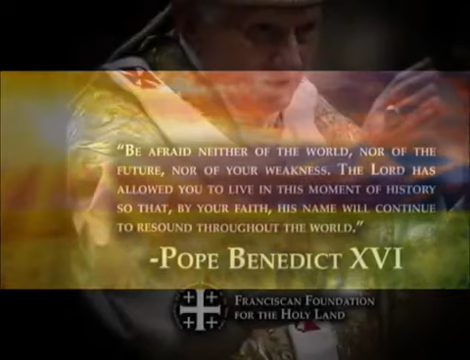 “Be afraid neither of the world, nor of the
future, nor of your weakness. The Lord has
allowed you to live in this moment of history
so that, by your faith, his name will continue
to resound throughout the world.”
-Pope Benedict XVI
Franciscan Foundation
for the Holy Land